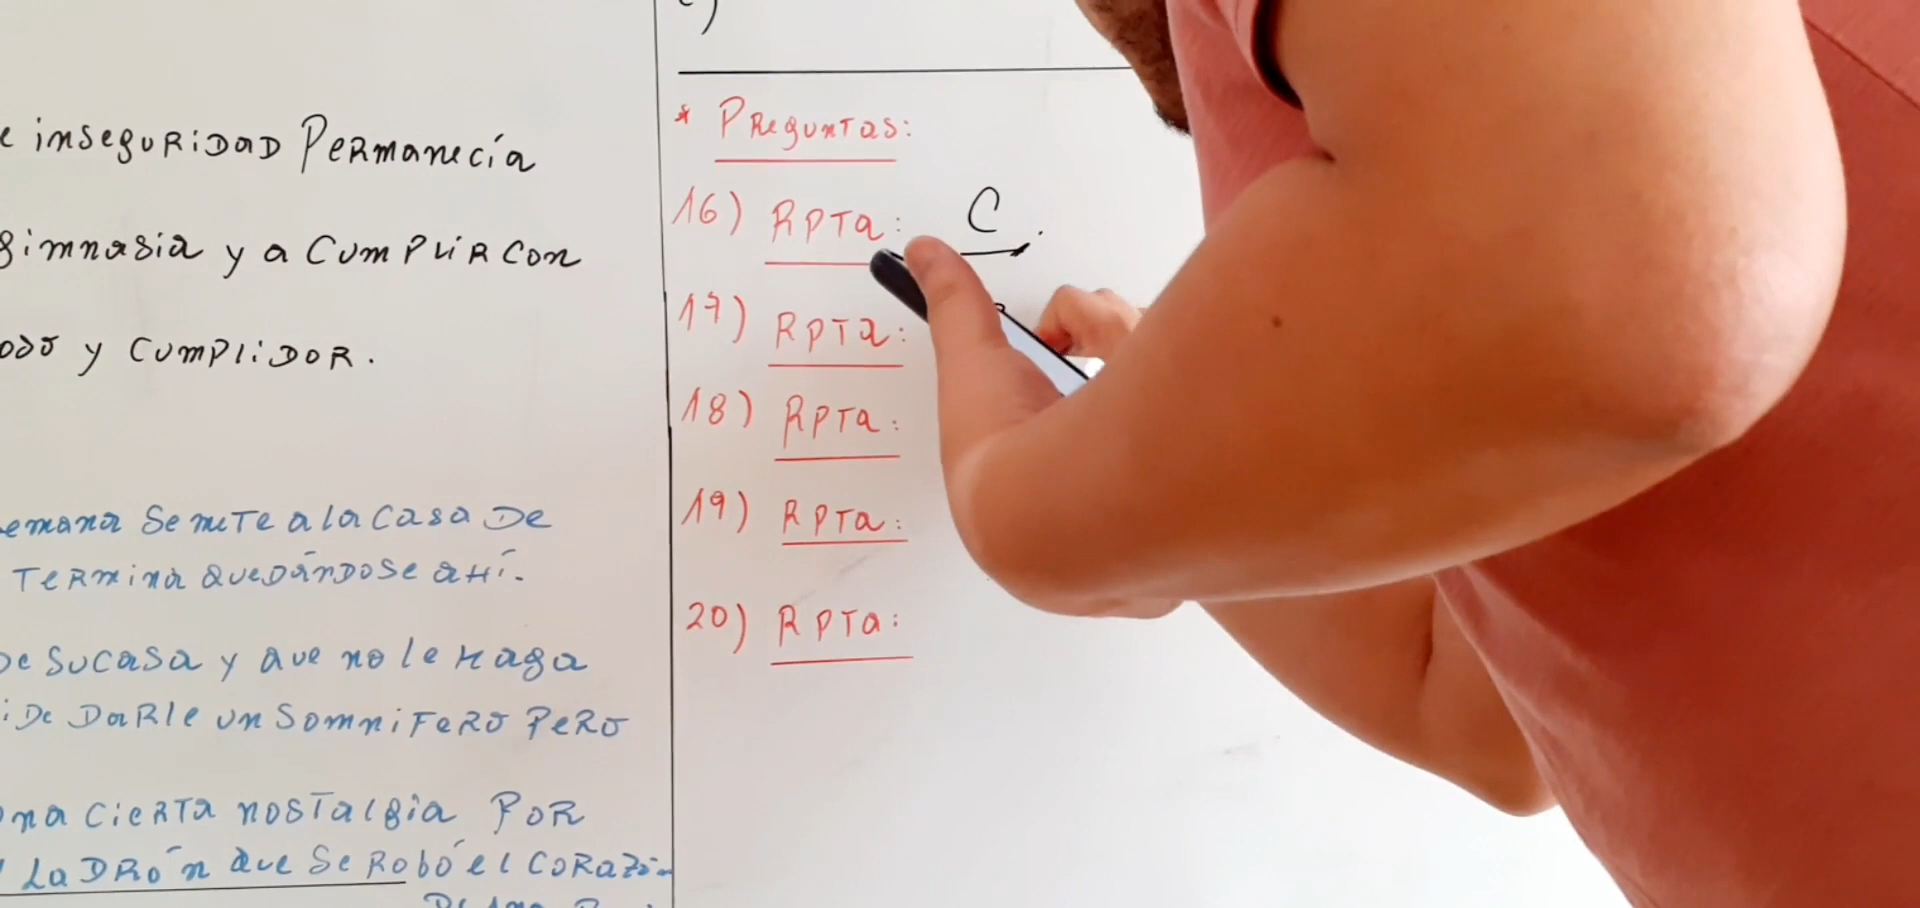 inseguridad Permanecía
gimnasia y a cumplir con
y cumplidor.
semana se mete a la casa de
termina quedándose ahí.
de su casa y que no le haga
de darle un somnifero pero
una cierta nostalgia por
ladrón que se robó el corazón
* Preguntas:
16) Rpta: C.
17) Rpta:
18) Rpta:
19) Rpta:
20) Rpta: